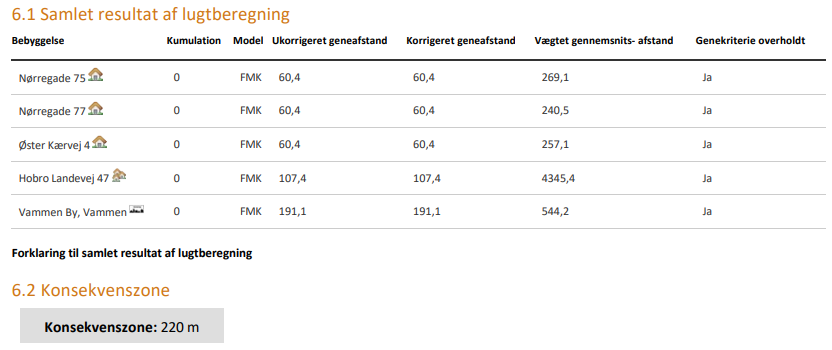 6.1 Samlet resultat af lugtberegning
Bebyggelse Kumulation Model Ukorrigeret geneafstand Korrigeret geneafstand Vægtet gennemsnits- afstand Genekriterie overholdt
Nørregade 75 0 FMK 60,4 60,4 269,1 Ja
Nørregade 77 0 FMK 60,4 60,4 240,5 Ja
Øster Kærvej 4 0 FMK 60,4 60,4 257,1 Ja
Hobro Landevej 47 0 FMK 107,4 107,4 4345,4 Ja
Vammen By, Vammen 0 FMK 191,1 191,1 544,2 Ja
Forklaring til samlet resultat af lugtberegning
6.2 Konsekvenszone
Konsekvenszone: 220 m